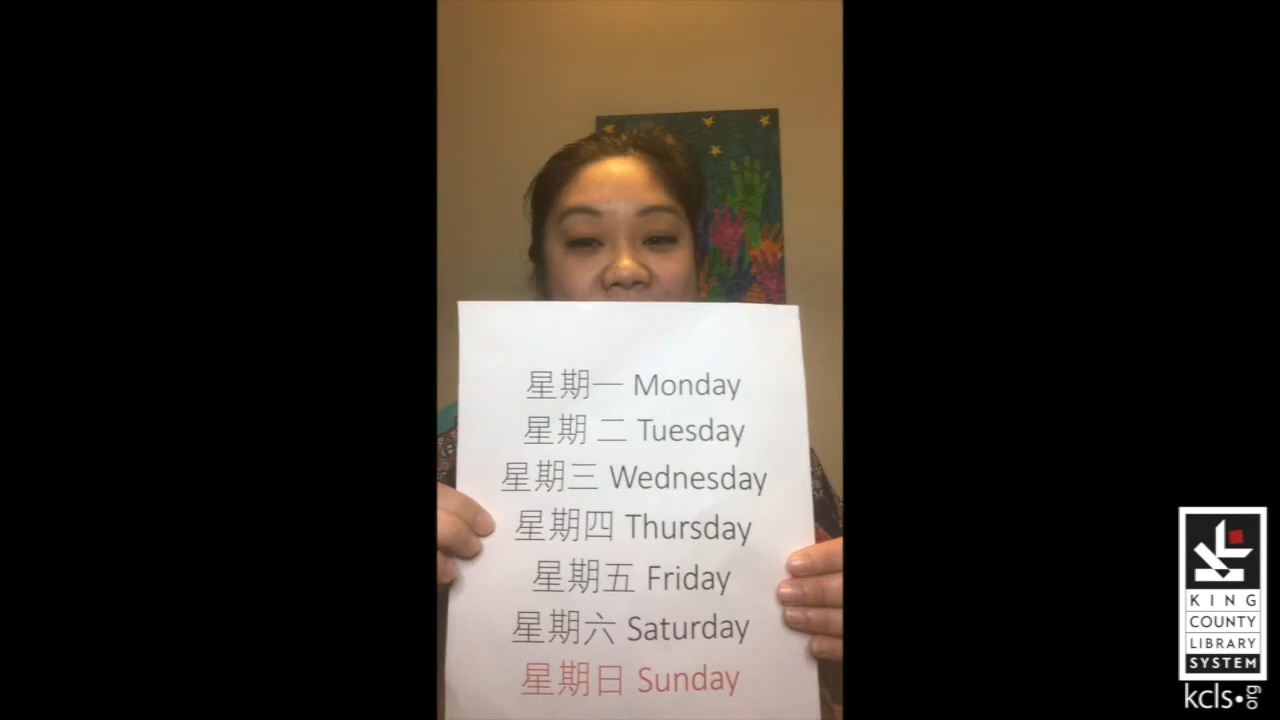 星期一 Monday
星期 二 Tuesday
星期三 Wednesday
星期四 Thursday
星期五 Friday
星期六 Saturday
星期日 Sunday
KING
COUNTY
LIBRARY
SYSTEM
kcls.org